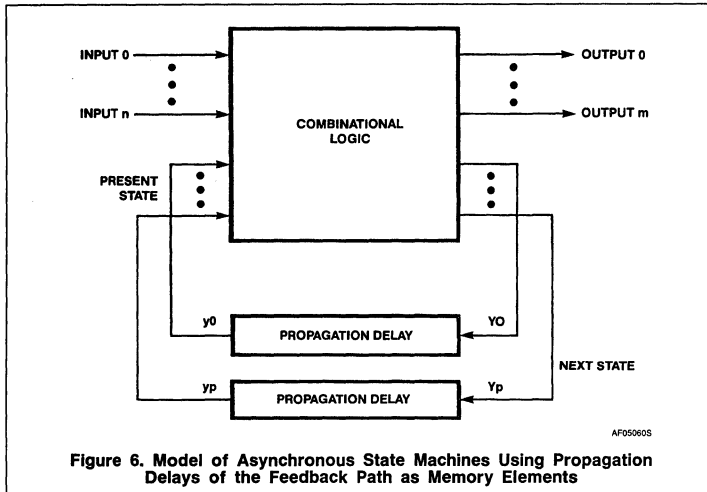 INPUT 0
OUTPUT 0
INPUT n
OUTPUT m
COMBINATIONAL
LOGIC
PRESENT
STATE
y0
PROPAGATION DELAY
YO
NEXT STATE
yp
PROPAGATION DELAY
Yp
AF05060S
Figure 6. Model of Asynchronous State Machines Using Propagation
Delays of the Feedback Path as Memory Elements